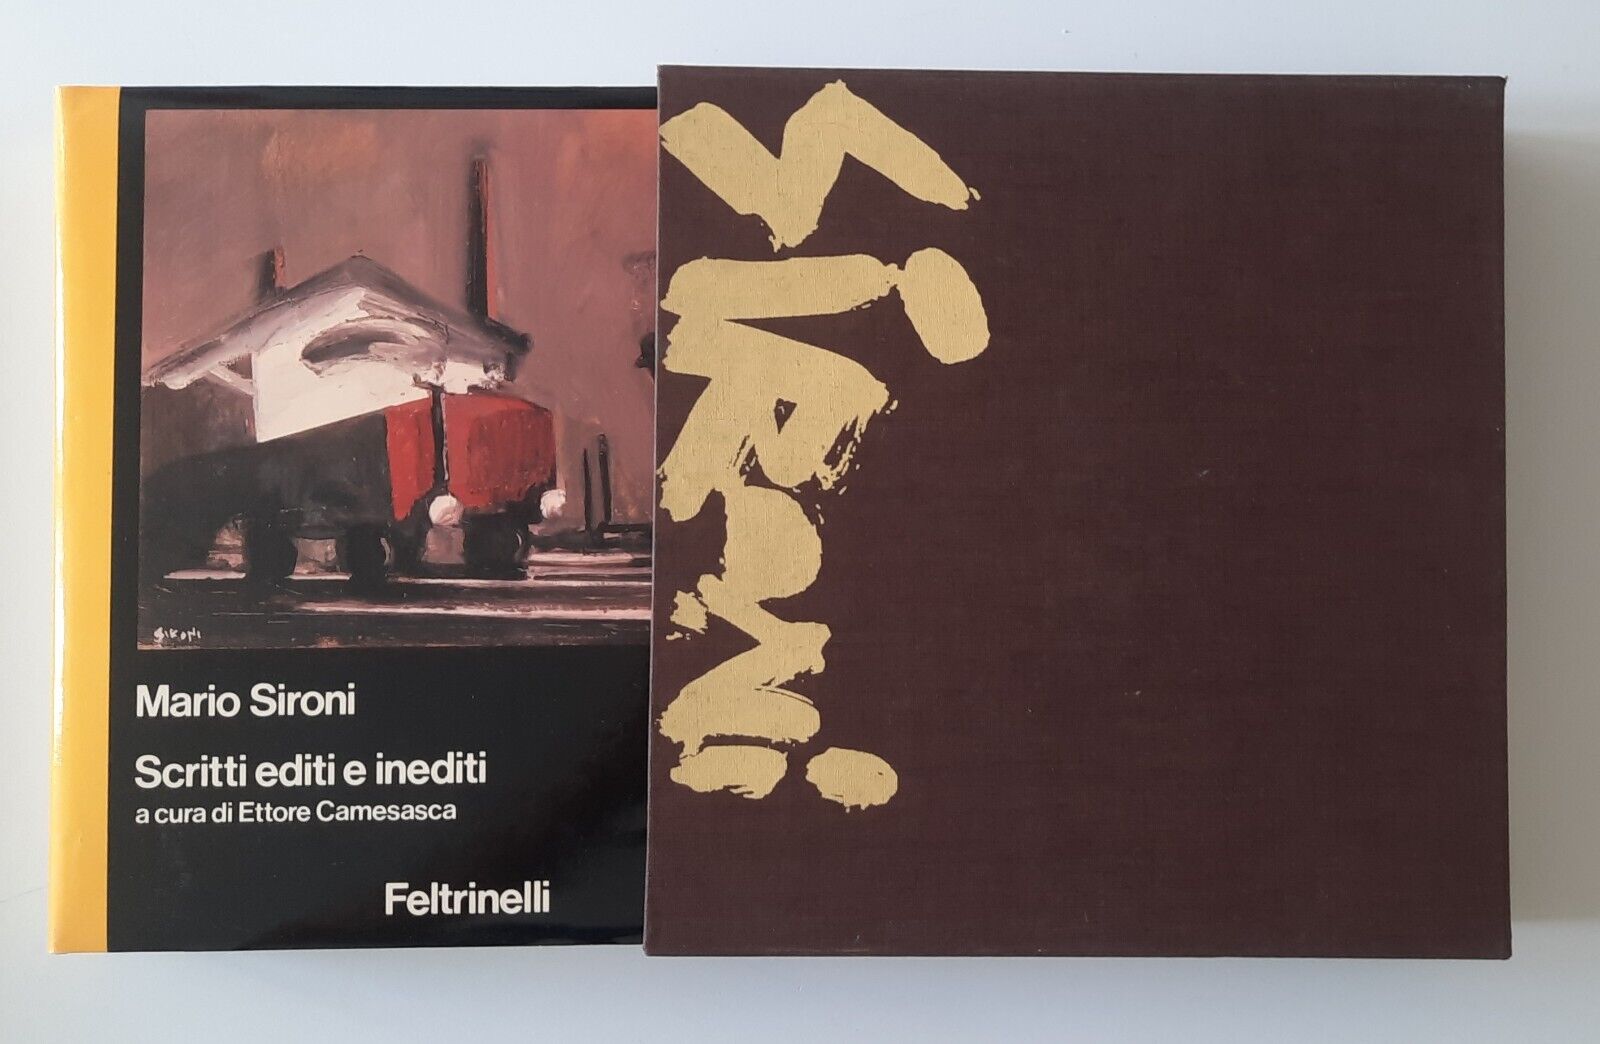 SIRONI
Mario Sironi
Scritti editi e inediti
a cura di Ettore Camesasca
Feltrinelli
SIRONI